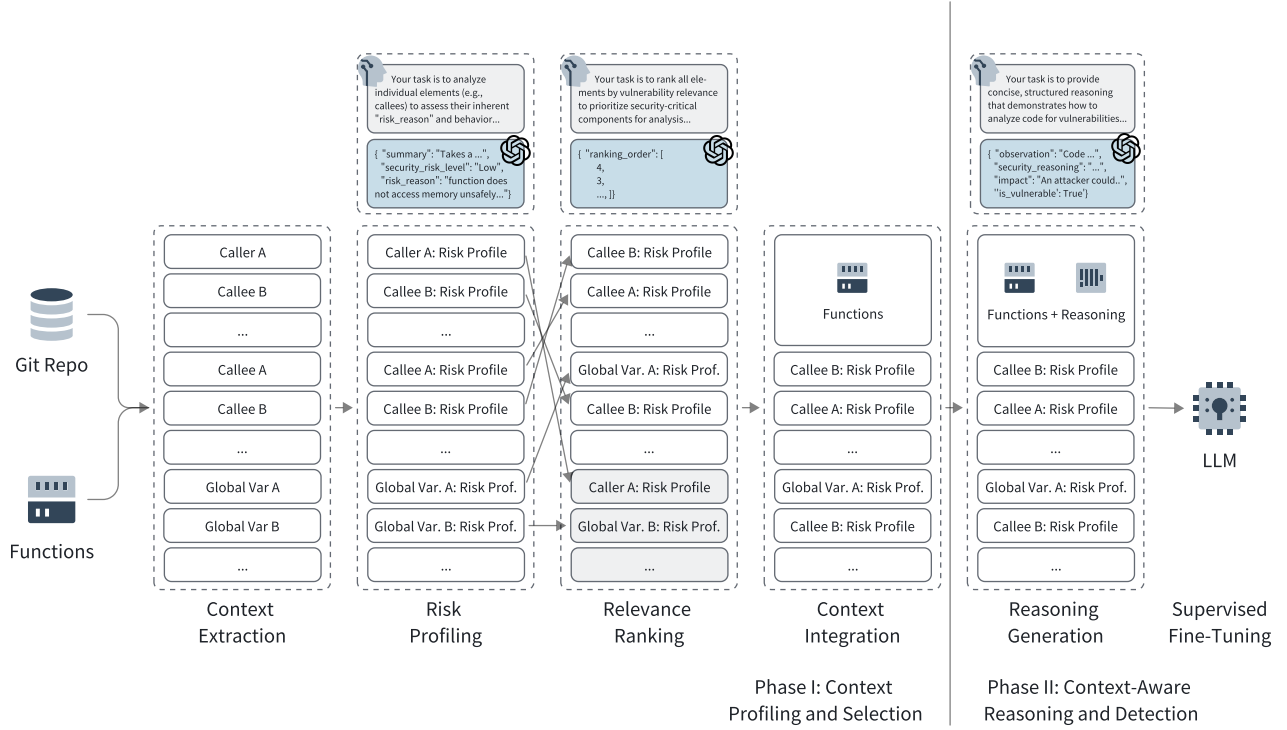 Your task is to analyze
individual elements (e.g.,
callees) to assess their inherent
"risk_reason" and behavior...
{ "summary": "Takes a ...",
"security_risk_level": "Low",
"risk_reason": "function does
not access memory unsafely..."}
Your task is to rank all ele-
ments by vulnerability relevance
to prioritize security-critical
components for analysis...
{ "ranking_order": [
4,
3,
..., ]}
Your task is to provide
concise, structured reasoning
that demonstrates how to
analyze code for vulnerabilities...
{ "observation": "Code ...",
"security_reasoning": "...",
"impact": "An attacker could..",
"is_vulnerable': True'}
Git Repo
Functions
Caller A
Callee B
...
Callee A
Callee B
...
Global Var A
Global Var B
...
Context
Extraction
Caller A: Risk Profile
Callee B: Risk Profile
...
Callee A: Risk Profile
Callee B: Risk Profile
...
Global Var. A: Risk Prof.
Global Var. B: Risk Prof.
...
Risk
Profiling
Callee B: Risk Profile
Callee A: Risk Profile
...
Global Var. A: Risk Prof.
Callee B: Risk Profile
...
Caller A: Risk Profile
Global Var. B: Risk Prof.
...
Relevance
Ranking
Functions
Callee B: Risk Profile
Callee A: Risk Profile
...
Global Var. A: Risk Prof.
Callee B: Risk Profile
...
Context
Integration
Functions + Reasoning
Callee B: Risk Profile
Callee A: Risk Profile
...
Global Var. A: Risk Prof.
Callee B: Risk Profile
...
Reasoning
Generation
LLM
Supervised
Fine-Tuning
Phase I: Context
Profiling and Selection
Phase II: Context-Aware
Reasoning and Detection